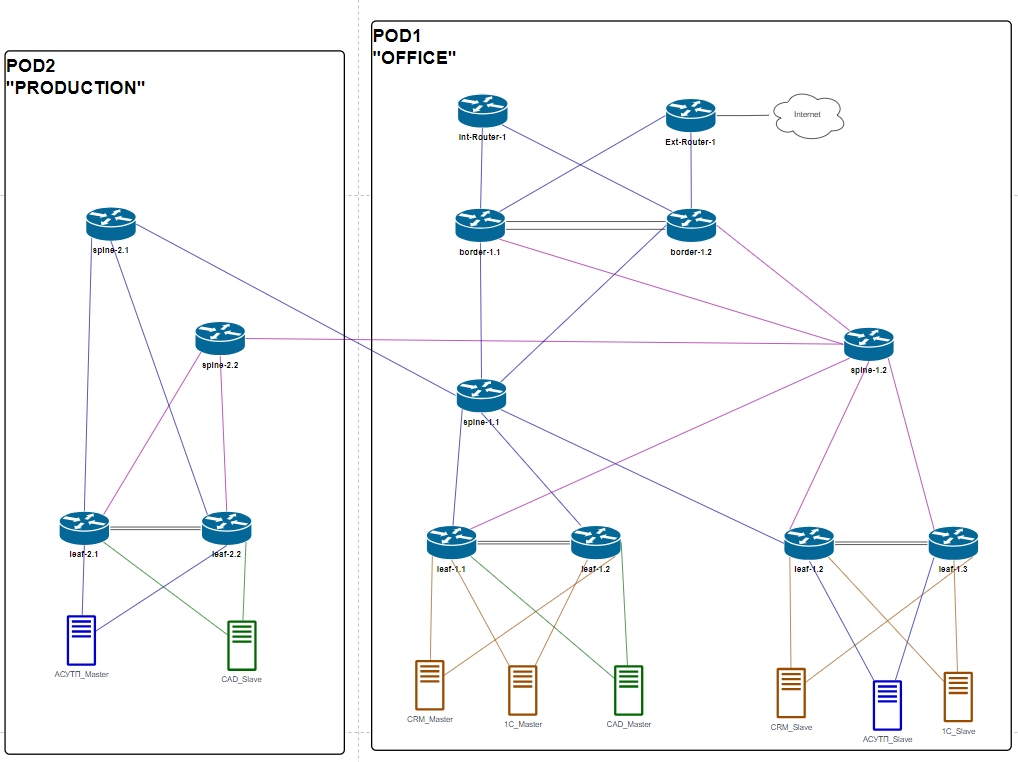 POD1
"OFFICE"
POD2
"PRODUCTION"
Int-Router-1
Ext-Router-1
Internet
spine-2.1
border-1.1
border-1.2
spine-2.2
spine-1.2
spine-1.1
leaf-2.1
leaf-2.2
leaf-1.1
leaf-1.2
leaf-1.2
leaf-1.3
АСУТП_Master
CAD_Slave
CRM_Master
1C_Master
CAD_Master
CRM_Slave
АСУТП_Slave
1C_Slave